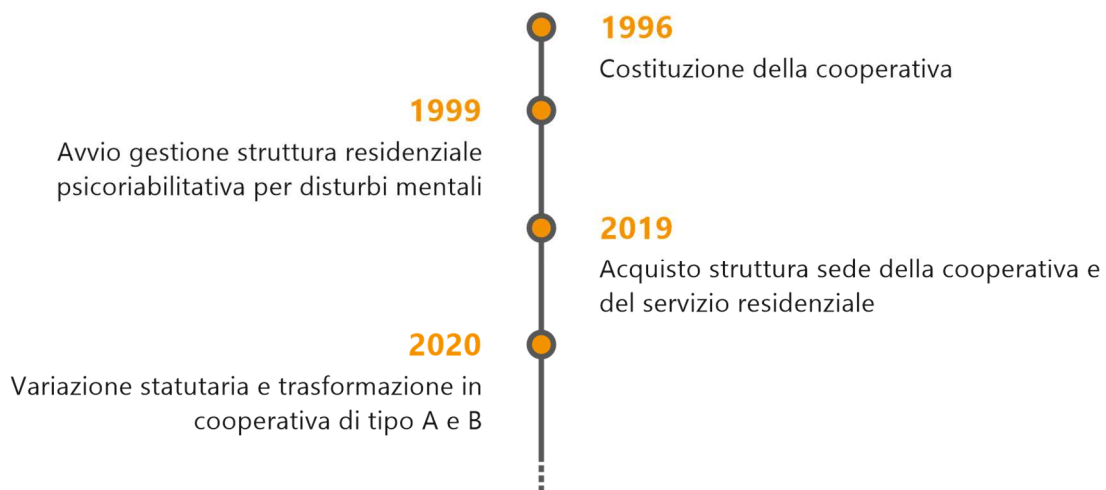 1996
Costituzione della cooperativa
1999
Avvio gestione struttura residenziale
psicoriabilitativa per disturbi mentali
2019
Acquisto struttura sede della cooperativa e
del servizio residenziale
2020
Variazione statutaria e trasformazione in
cooperativa di tipo A e B